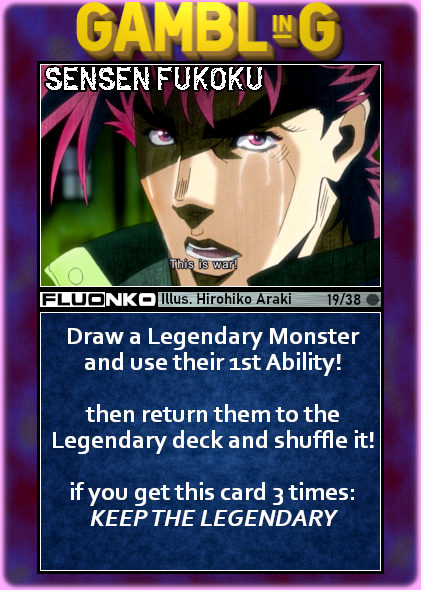 GAMBL IN G
SENSEN FUKOKU
This is war!
FLUONKO Illus. Hirohiko Araki 19/38
Draw a Legendary Monster
and use their 1st Ability!
then return them to the
Legendary deck and shuffle it!
if you get this card 3 times:
KEEP THE LEGENDARY